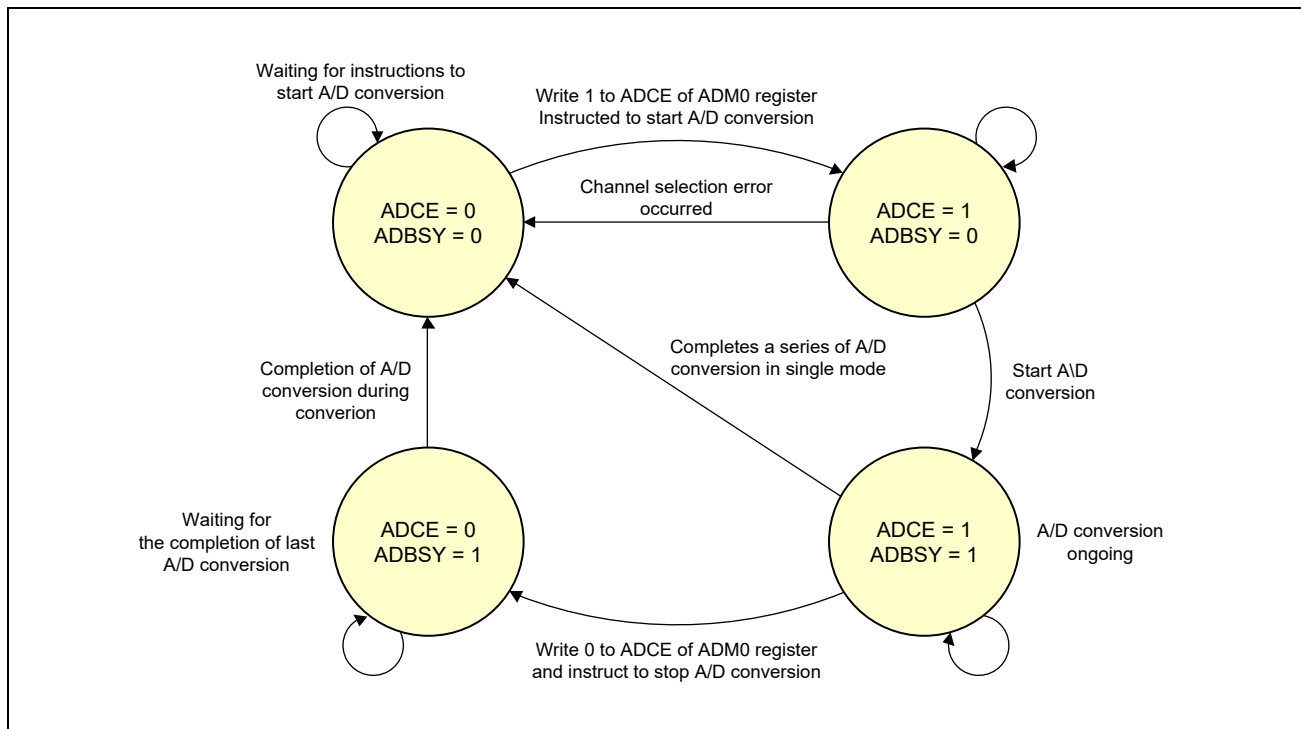 Waiting for instructions to
start A/D conversion
Write 1 to ADCE of ADM0 register
Instructed to start A/D conversion
ADCE = 0
ADBSY = 0
Channel selection error
occurred
ADCE = 1
ADBSY = 0
Completion of A/D
conversion during
converion
Completes a series of A/D
conversion in single mode
Start A\D
conversion
Waiting for
the completion of last
A/D conversion
ADCE = 0
ADBSY = 1
ADCE = 1
ADBSY = 1
A/D conversion
ongoing
Write 0 to ADCE of ADM0 register
and instruct to stop A/D conversion